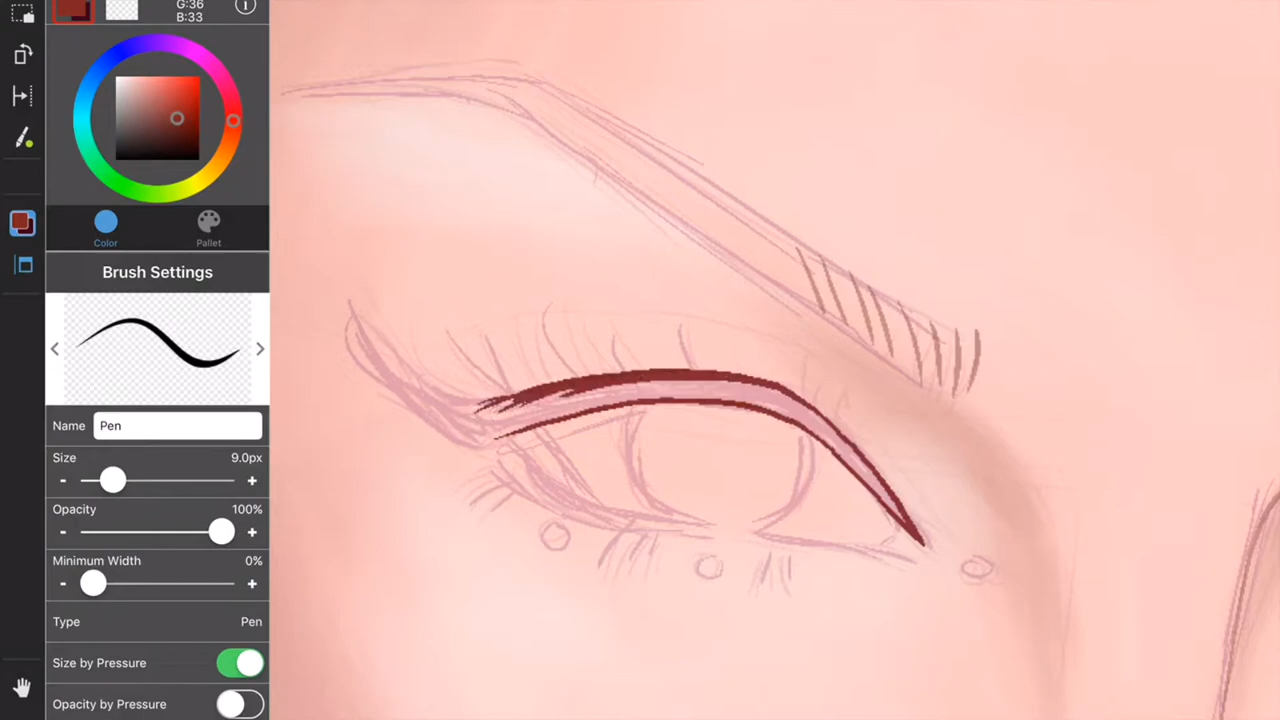 G:36
B:33
Color
Pallet
Brush Settings
Name Pen
Size 9.0px
- +
Opacity 100%
- +
Minimum Width 0%
- +
Type Pen
Size by Pressure
Opacity by Pressure